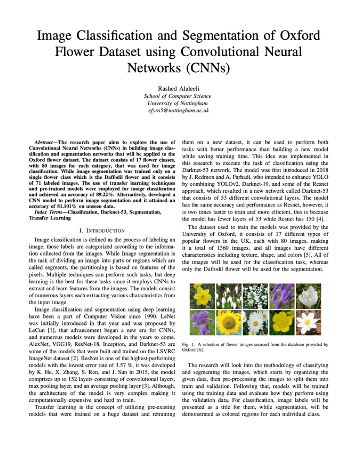 Image Classification and Segmentation of Oxford
Flower Dataset using Convolutional Neural
Networks (CNNs)
Rashed Alaleeli
School of Computer Science
University of Nottingham
Abstract—The research paper aims to explore the use of
Convolutional Neural Networks (CNNs) in building image clas-
sification and segmentation networks that will be applied to the
Oxford flower dataset. The dataset consists of 17 flower classes,
with 80 images for each category, that was used for image
classification. While image segmentation was trained only on a
single flower class which is the Daffodil flower and it consists
of 71 labeled images. The use of transfer learning techniques
and pre-trained models were employed for image classification
and achieved an accuracy of 89.22%. Alternatively, developed a
CNN model to perform image segmentation and it attained an
accuracy of 81.101% on unseen data.
Index Terms—Classification, Darknet-53, Segmentation,
Transfer Learning
I. INTRODUCTION
Image classification is defined as the process of labeling an
image, those labels are categorized according to the informa-
tion collected from the images. While Image segmentation is
the task of dividing an image into parts or regions which are
called segments, the partitioning is based on features of the
pixels. Multiple techniques can perform such tasks, but deep
learning is the best for these tasks since it employs CNNs to
extract and learn features from the images. The models consist
of numerous layers each extracting various characteristics from
the input image.
Image classification and segmentation using deep learning
have been a part of Computer Vision since 1990. LeNet
was initially introduced in that year and was proposed by
LeCun [1], that advancement began a new era for CNNs,
and numerous models were developed in the years to come.
AlexNet, VGG19, RedNet-18, Inception, and Darknet-53 are
some of the models that were built and trained on the LSVRC
ImageNet dataset [2]. ResNet is one of the highest-performing
models with the lowest error rate of 3.57 %, it was developed
by K. He, X. Zhang, S. Ren, and J. Sun in 2015, the model
comprises up to 152 layers consisting of convolutional layers,
max pooling layer, and an average pooling layer [3]. Although,
the architecture of the model is very complex making it
computationally expensive and hard to train.
Transfer learning is the concept of utilizing pre-existing
models that were trained on a huge dataset and retraining
them on a new dataset, it can be used to perform both
tasks with better performance than building a new model
while saving training time. This idea was implemented in
this research to execute the task of classification using the
Darknet-53 network. The model was first introduced in 2018
by J. Redmon and A. Farhadi, who intended to enhance YOLO
by combining YOLOv2, Darknet-19, and some of the Resnet
approach, which resulted in a new network called Darknet-53
that consists of 53 different convolutional layers. The model
has the same accuracy and performance as Resnet, however, it
is two times faster to train and more efficient, this is because
the model has fewer layers of 53 while Resnet has 150 [4].
The dataset used to train the models was provided by the
University of Oxford, it consists of 17 different types of
popular flowers in the UK, each with 80 images, making
it a total of 1360 images, and all images have different
characteristics including texture, shape, and color [5]. All of
the images will be used for the classification task, whereas
only the Daffodil flower will be used for the segmentation.
Fig. 1. A selection of flower images sourced from the database provided by
Oxford [6].
The research will look into the methodology of classifying
and segmenting the images, which starts by organizing the
given data, then pre-processing the images to split them into
train and validation. Following that, models will be trained
using the training data and evaluate how they perform using
the validation data. For classification, image labels will be
presented as a title for them, while segmentation, will be
demonstrated as colored regions for each individual class.